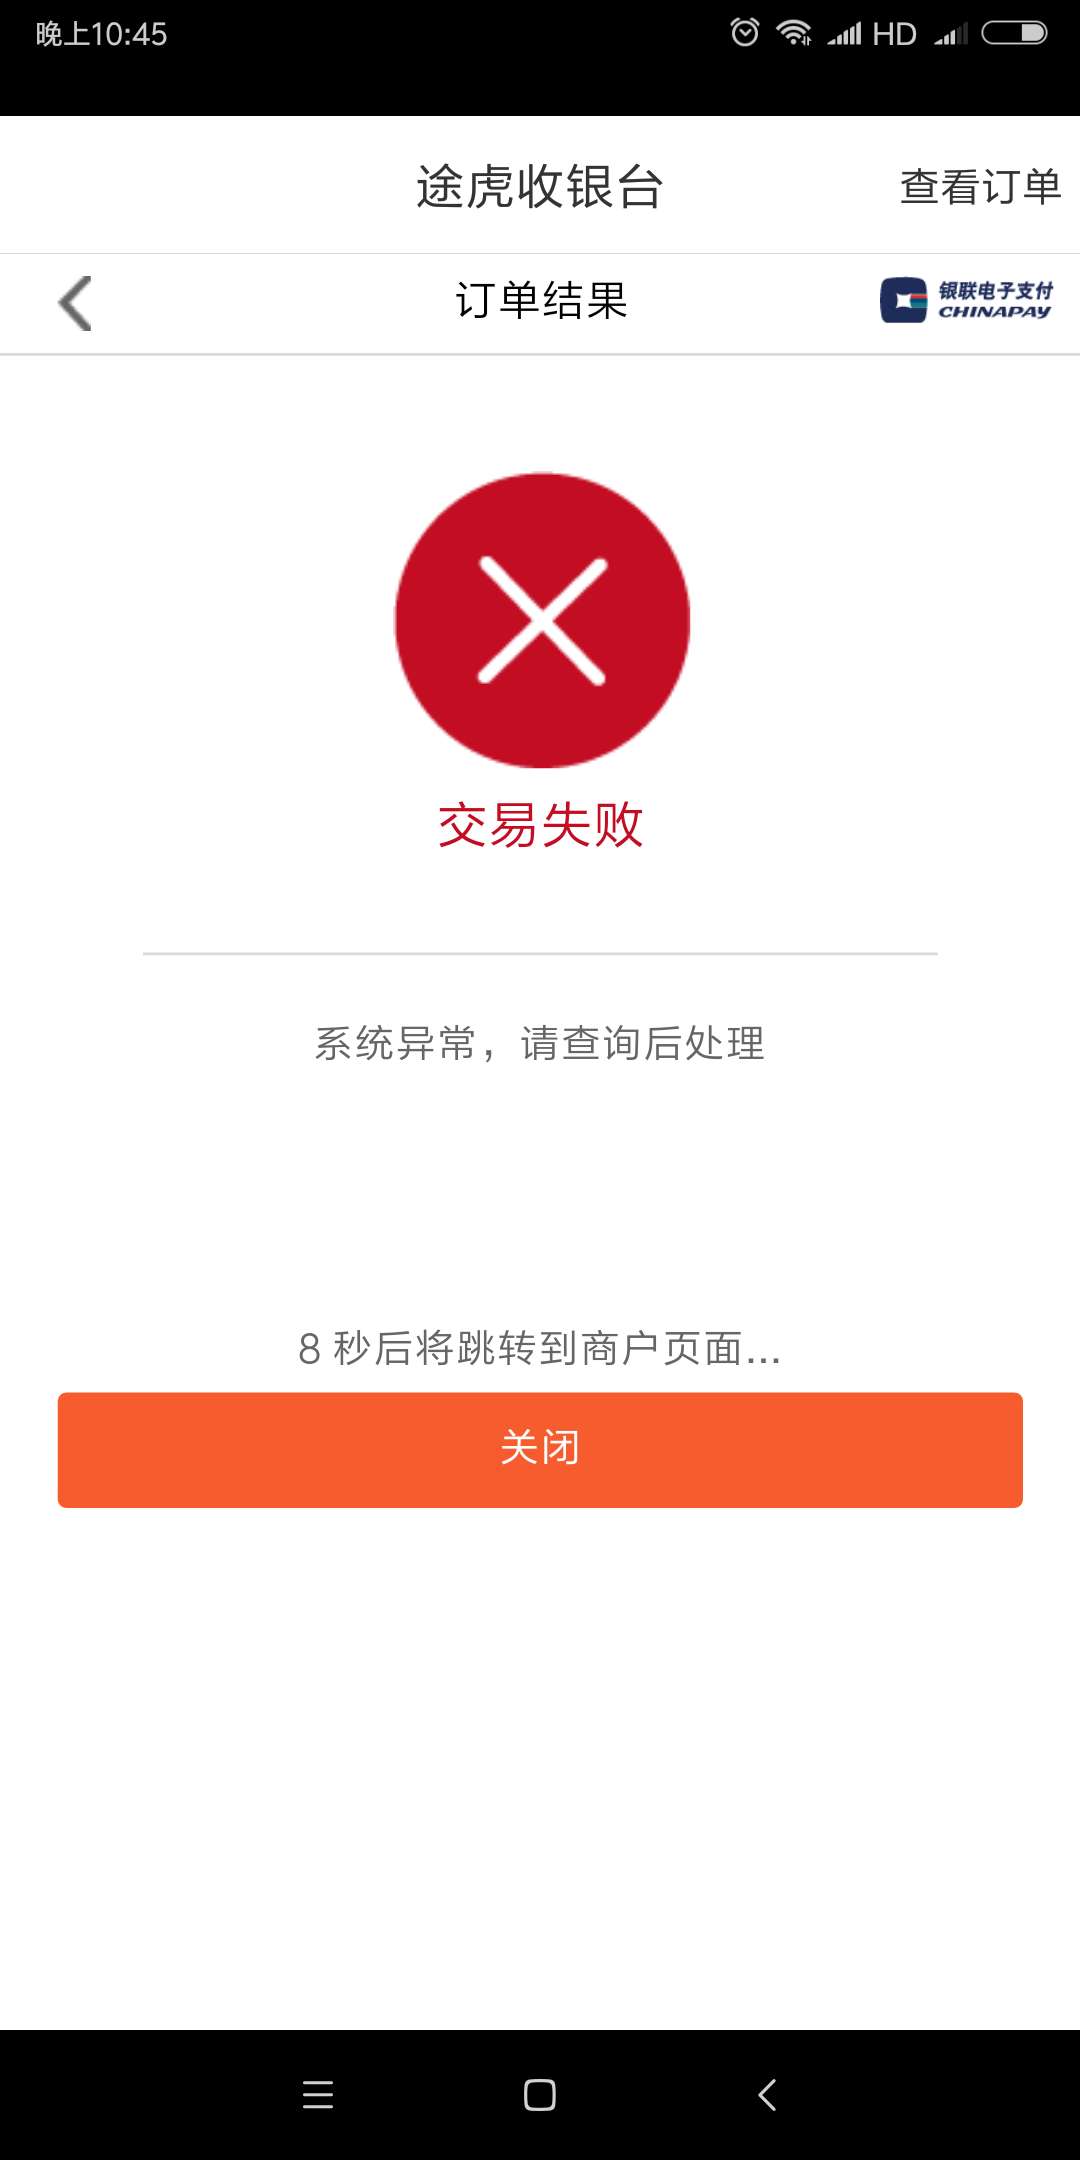 晚上10:45
HD
途虎收银台
查看订单
订单结果
银联电子支付
CHINAPAY
交易失败
系统异常，请查询后处理
8 秒后将跳转到商户页面...
关闭